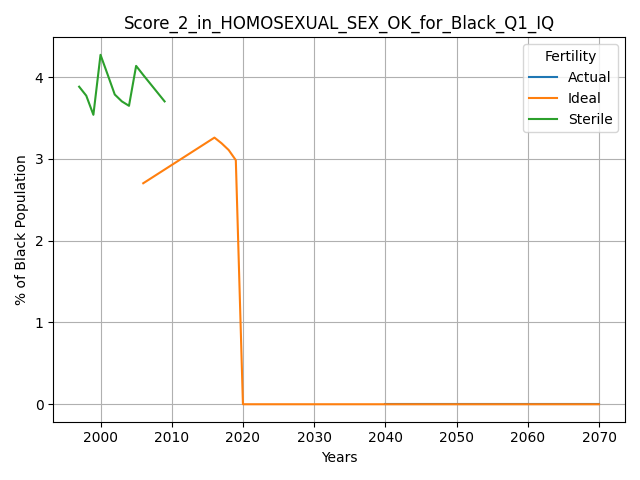 Score_2_in_HOMOSEXUAL_SEX_OK_for_Black_Q1_IQ
Fertility
Actual
Ideal
Sterile
% of Black Population
4
3
2
1
0
2000 2010 2020 2030 2040 2050 2060 2070
Years